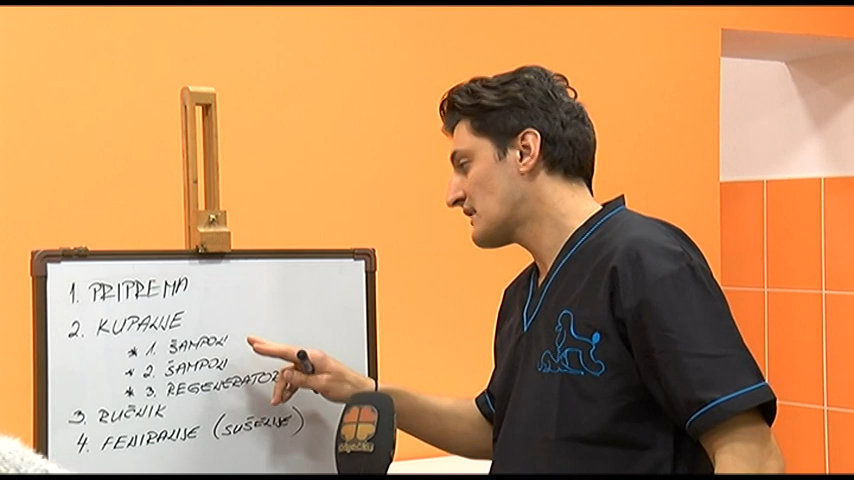 1. PRIPREMA
2. KUPANJE
* 1. ŠAMPON
* 2. ŠAMPON
* 3. REGENERATOR
3. RUČNIK
4. FENIRANJE (SUŠENJE)